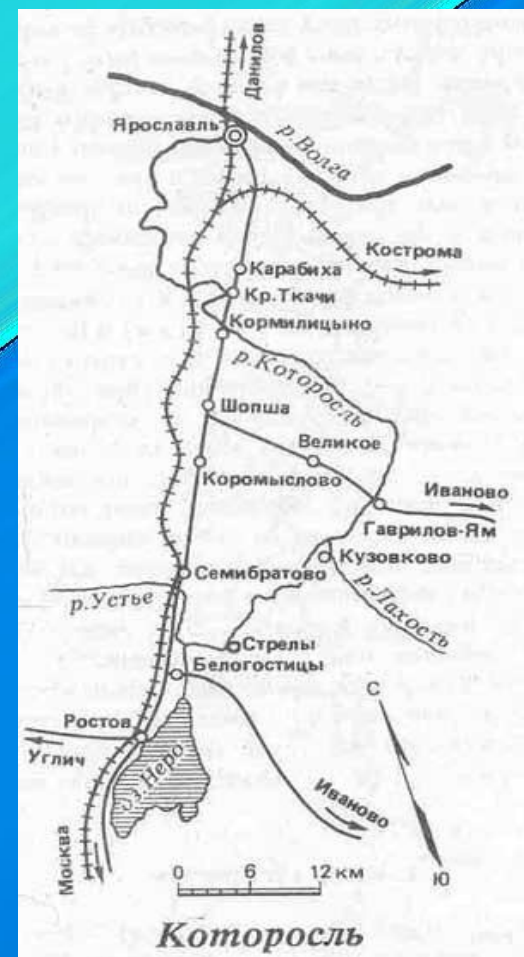 Данилов
Ярославль
р. Волга
Кострома
Карабиха
Кр. Ткачи
Кормилицыно
р. Которосль
Шопша
Великое
Коромыслово
Иваново
Гаврилов-Ям
Кузовково
Семибратово
р. Устье
р. Лахость
Стрелы
Белогостицы
С
Ростов
Углич
оз. Неро
Иваново
Москва
Ю
0 6 12 км
Которосль